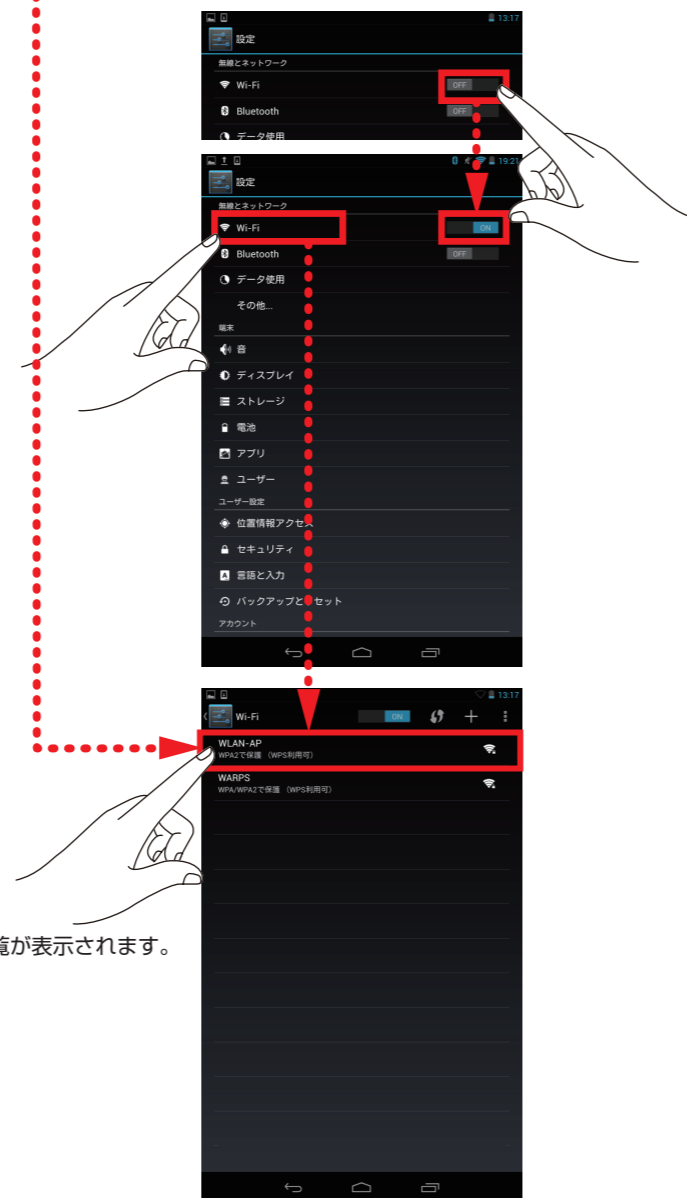 13:17
設定
無線とネットワーク
Wi-Fi OFF
Bluetooth OFF
データ使用
19:21
設定
無線とネットワーク
Wi-Fi ON
Bluetooth OFF
データ使用
その他...
端末
音
ディスプレイ
ストレージ
電池
アプリ
ユーザー
ユーザー設定
位置情報アクセス
セキュリティ
A 言語と入力
バックアップと セット
アカウント
13:17
Wi-Fi ON
WLAN-AP
WPA2で保護 (WPS利用可)
WARPS
WPA/WPA2で保護 (WPS利用可)
覧が表示されます。